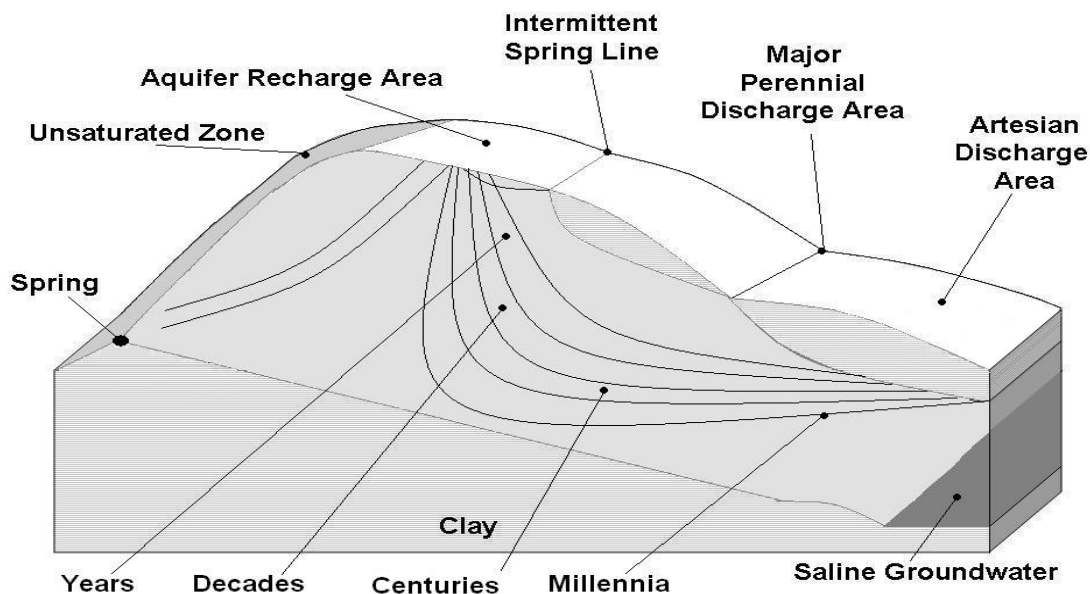 Intermittent
Spring Line
Major
Perennial
Discharge Area
Aquifer Recharge Area
Unsaturated Zone
Artesian
Discharge
Area
Spring
Clay
Years
Decades
Centuries
Millennia
Saline Groundwater